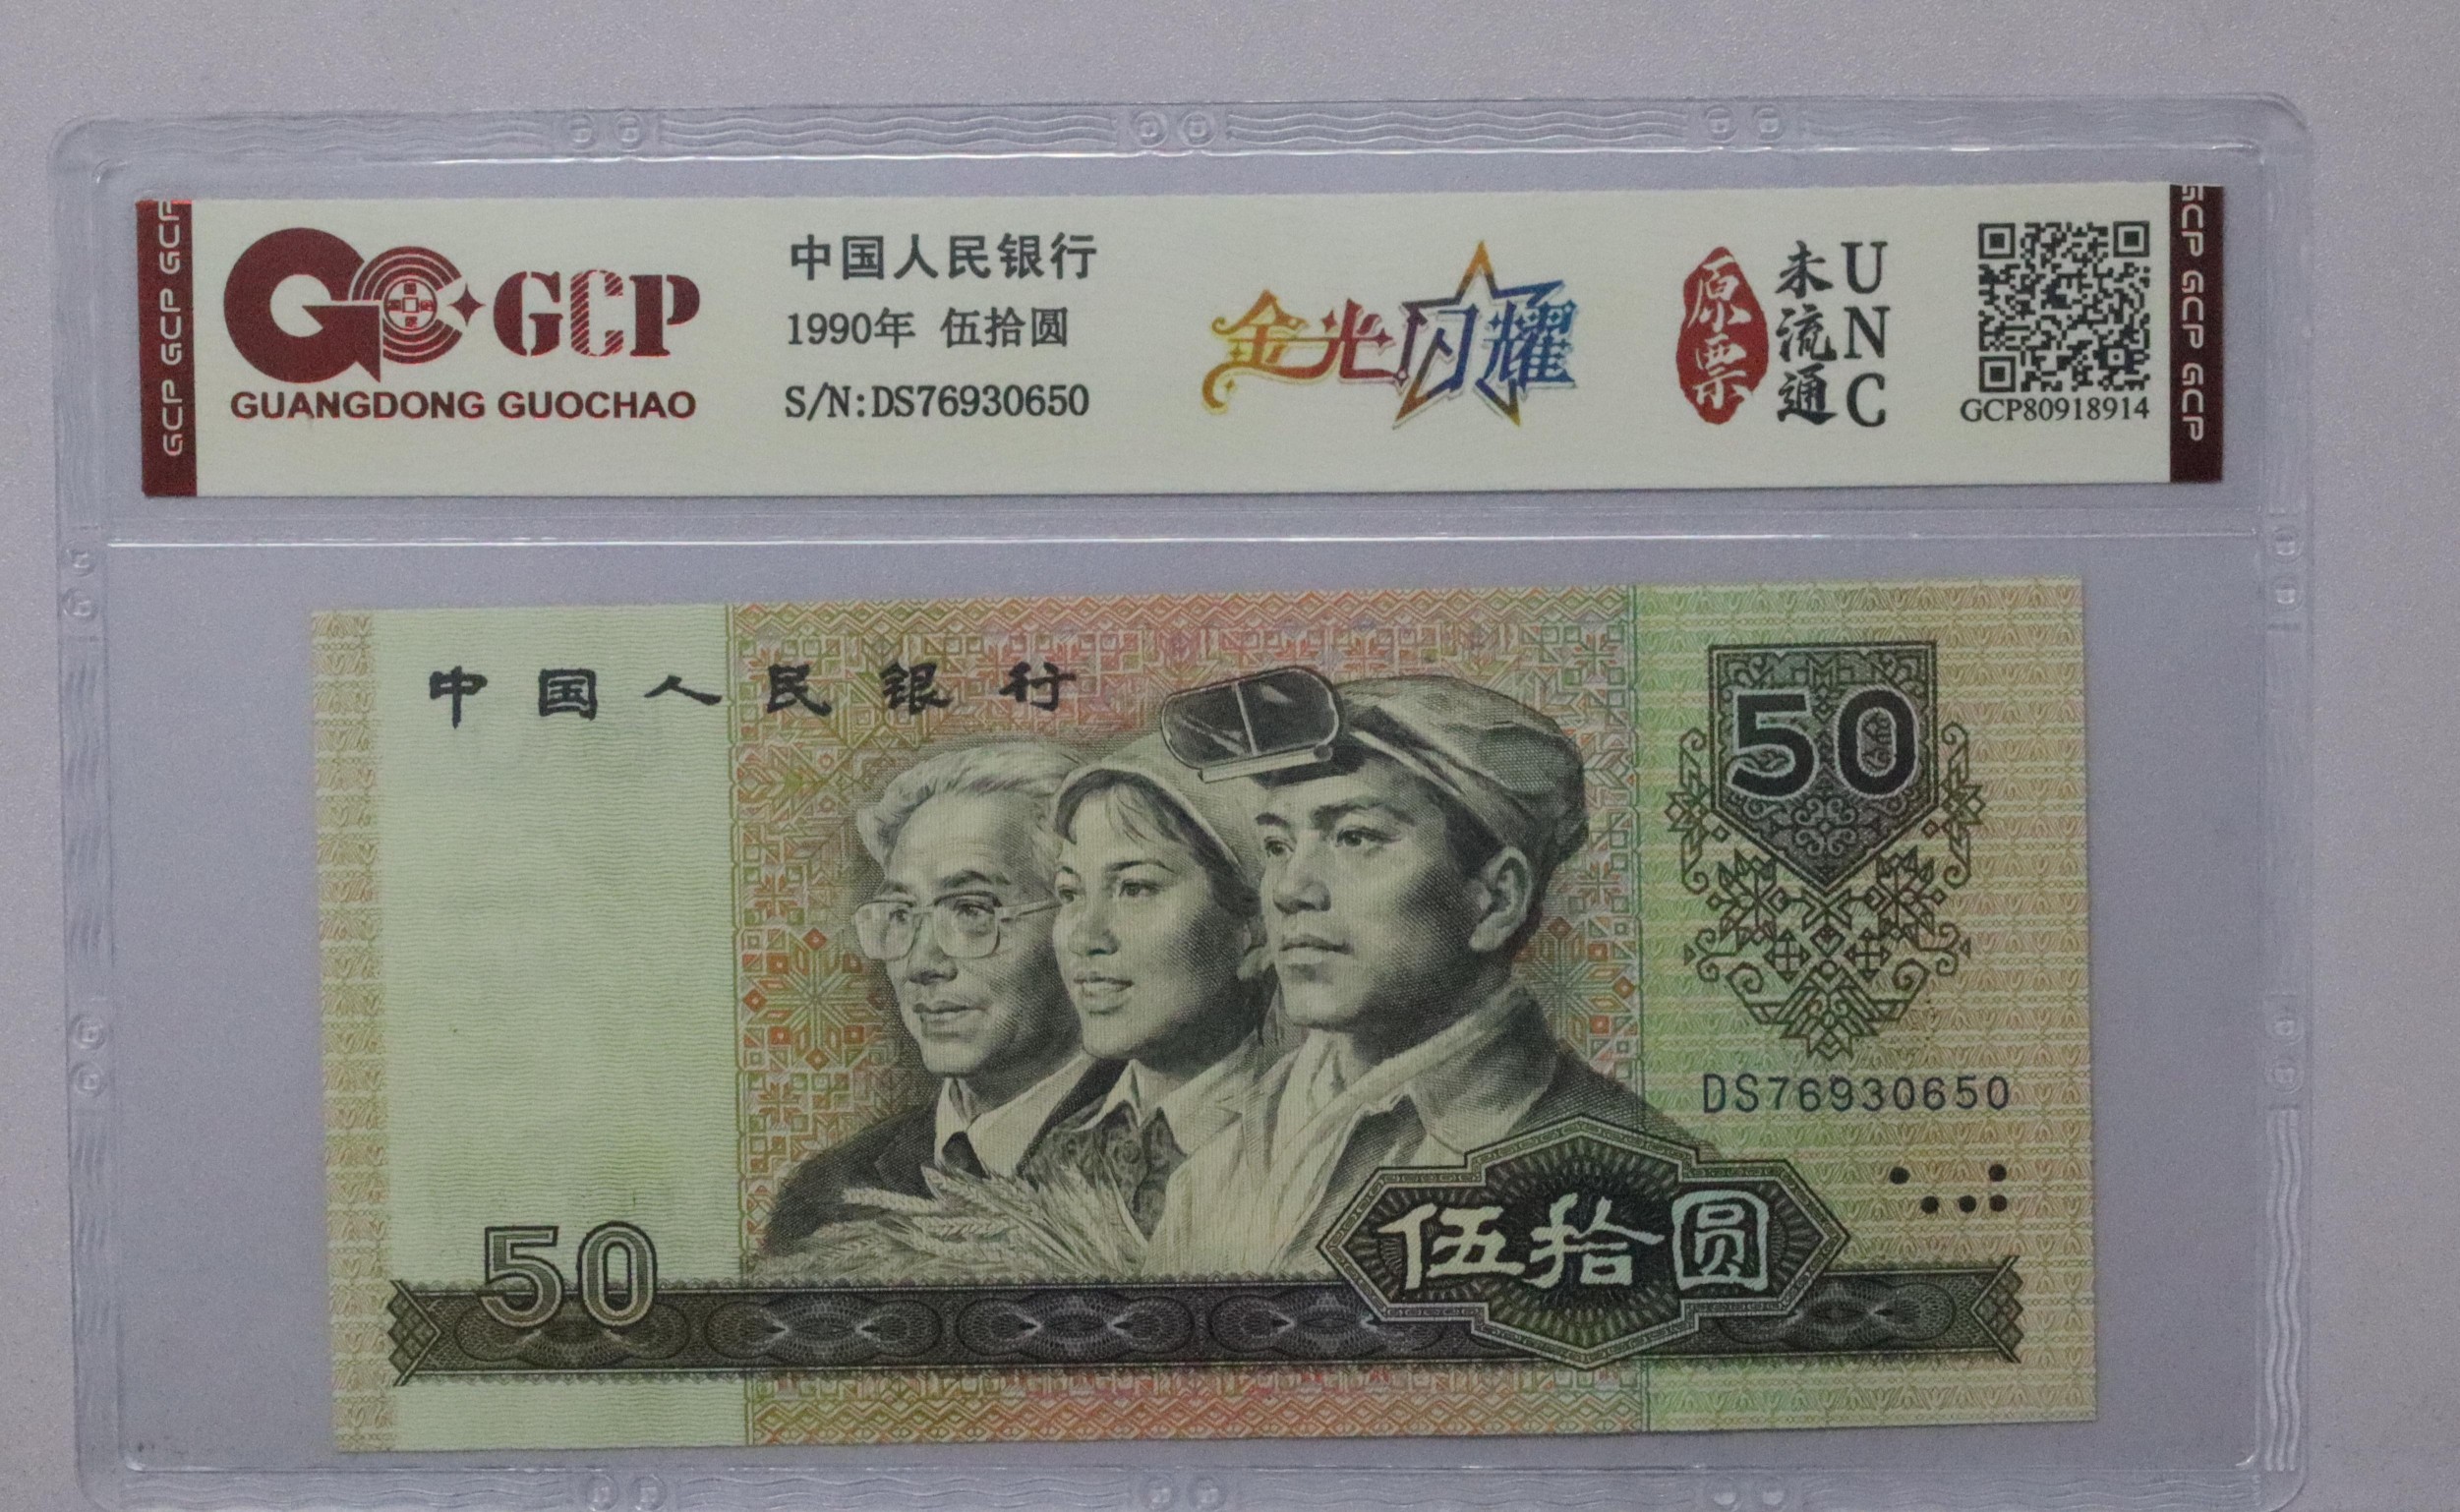 GCP GCP GCP
GCP
GUANGDONG GUOCHAO
中国人民银行
1990年 伍拾圆
S/N:DS76930650
金光闪耀
原票
未流通
UNC
GCP80918914
GCP GCP GCP
中国人民银行
50
DS76930650
50
伍拾圆